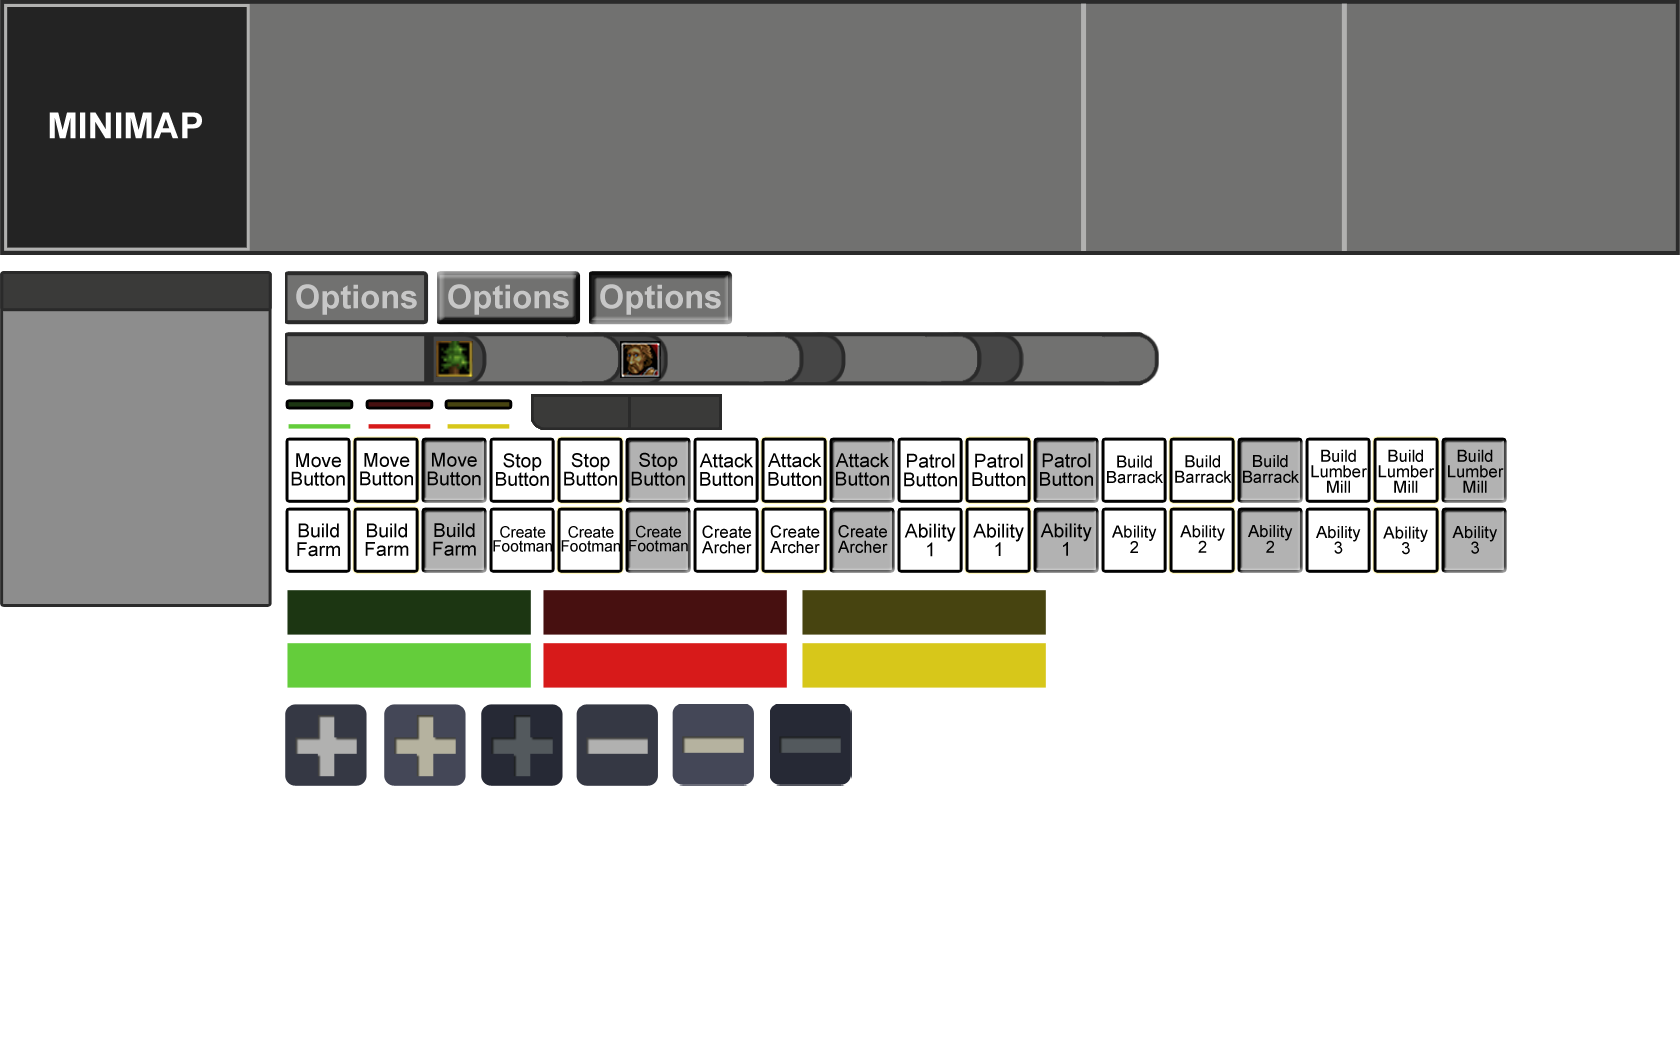 MINIMAP
Options Options Options
Move Move Move Stop Stop Stop Attack Attack Attack Patrol Patrol Patrol Build Build Build Build Build Build
Button Button Button Button Button Button Button Button Button Button Button Button Barrack Barrack Barrack Lumber Lumber Lumber
Mill Mill Mill
Build Build Build Create Create Create Create Create Create Ability Ability Ability Ability Ability Ability Ability Ability Ability
Farm Farm Farm Footman Footman Footman Archer Archer Archer 1 1 1 2 2 2 3 3 3